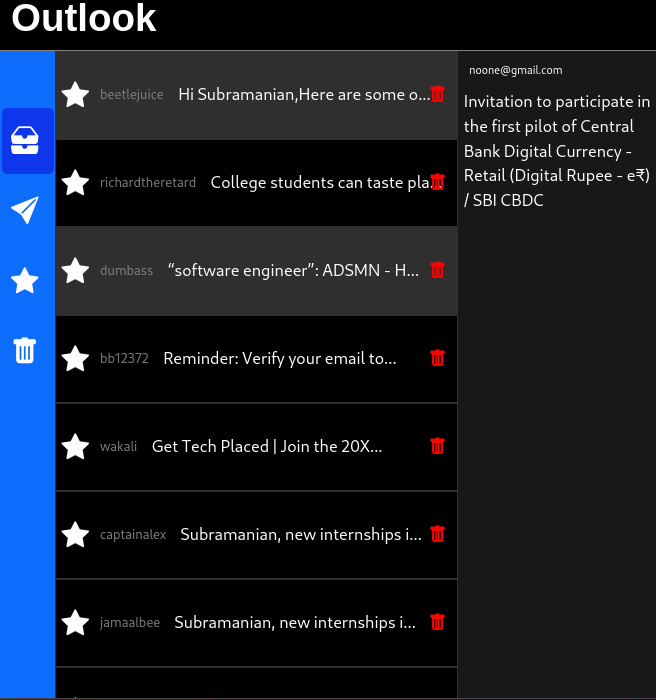 Outlook
beetlejuice Hi Subramanian,Here are some o...
richardtheretard College students can taste pla...
dumbass “software engineer”: ADSMN - H...
bb12372 Reminder: Verify your email to...
wakali Get Tech Placed | Join the 20X...
captainalex Subramanian, new internships i...
jamaalbee Subramanian, new internships i...
noone@gmail.com
Invitation to participate in
the first pilot of Central
Bank Digital Currency -
Retail (Digital Rupee - e₹)
/ SBI CBDC